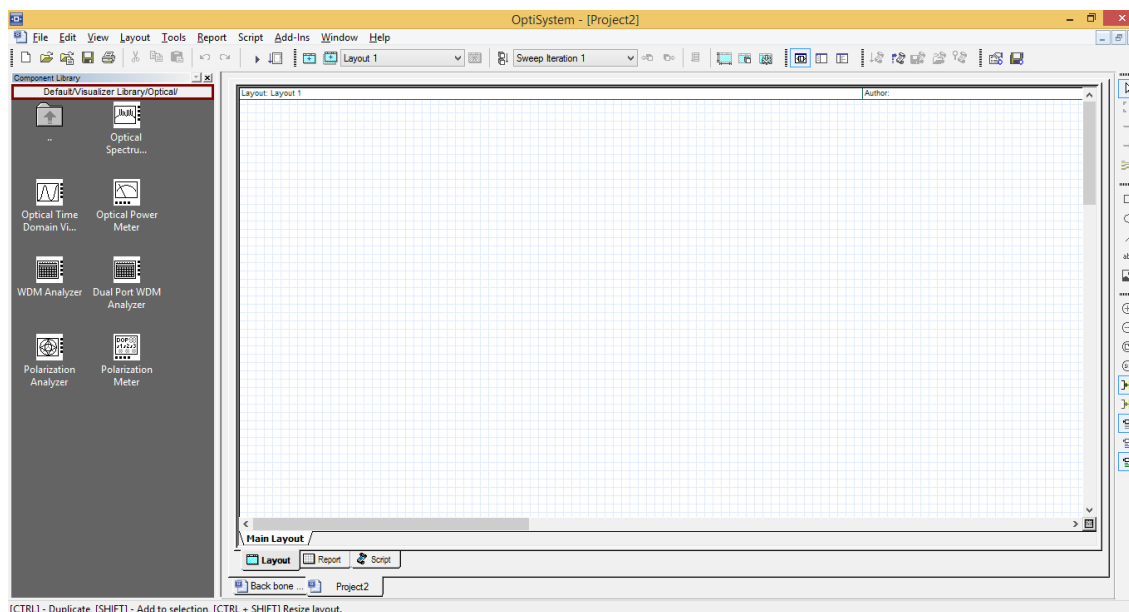 OptiSystem - [Project2]
File Edit View Layout Tools Report Script Add-Ins Window Help
Layout 1
Sweep Iteration 1
Component Library
Default/Visualizer Library/Optical/
..
Optical
Spectru...
Optical Time
Domain Vi...
Optical Power
Meter
WDM Analyzer
Dual Port WDM
Analyzer
Polarization
Analyzer
DOP
s1s2s3
Polarization
Meter
Layout: Layout 1
Author:
Main Layout
Layout Report Script
Back bone ... Project2
[CTRL] - Duplicate, [SHIFT] - Add to selection, [CTRL + SHIFT] Resize layout.